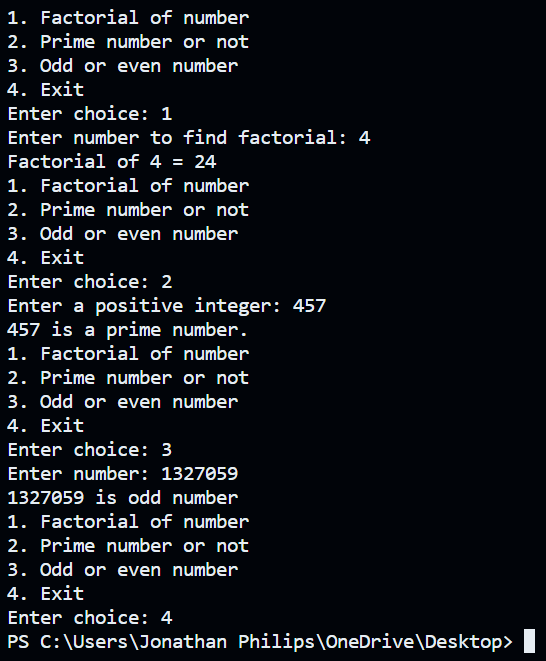 1. Factorial of number
2. Prime number or not
3. Odd or even number
4. Exit
Enter choice: 1
Enter number to find factorial: 4
Factorial of 4 = 24
1. Factorial of number
2. Prime number or not
3. Odd or even number
4. Exit
Enter choice: 2
Enter a positive integer: 457
457 is a prime number.
1. Factorial of number
2. Prime number or not
3. Odd or even number
4. Exit
Enter choice: 3
Enter number: 1327059
1327059 is odd number
1. Factorial of number
2. Prime number or not
3. Odd or even number
4. Exit
Enter choice: 4
PS C:\Users\Jonathan Philips\OneDrive\Desktop>